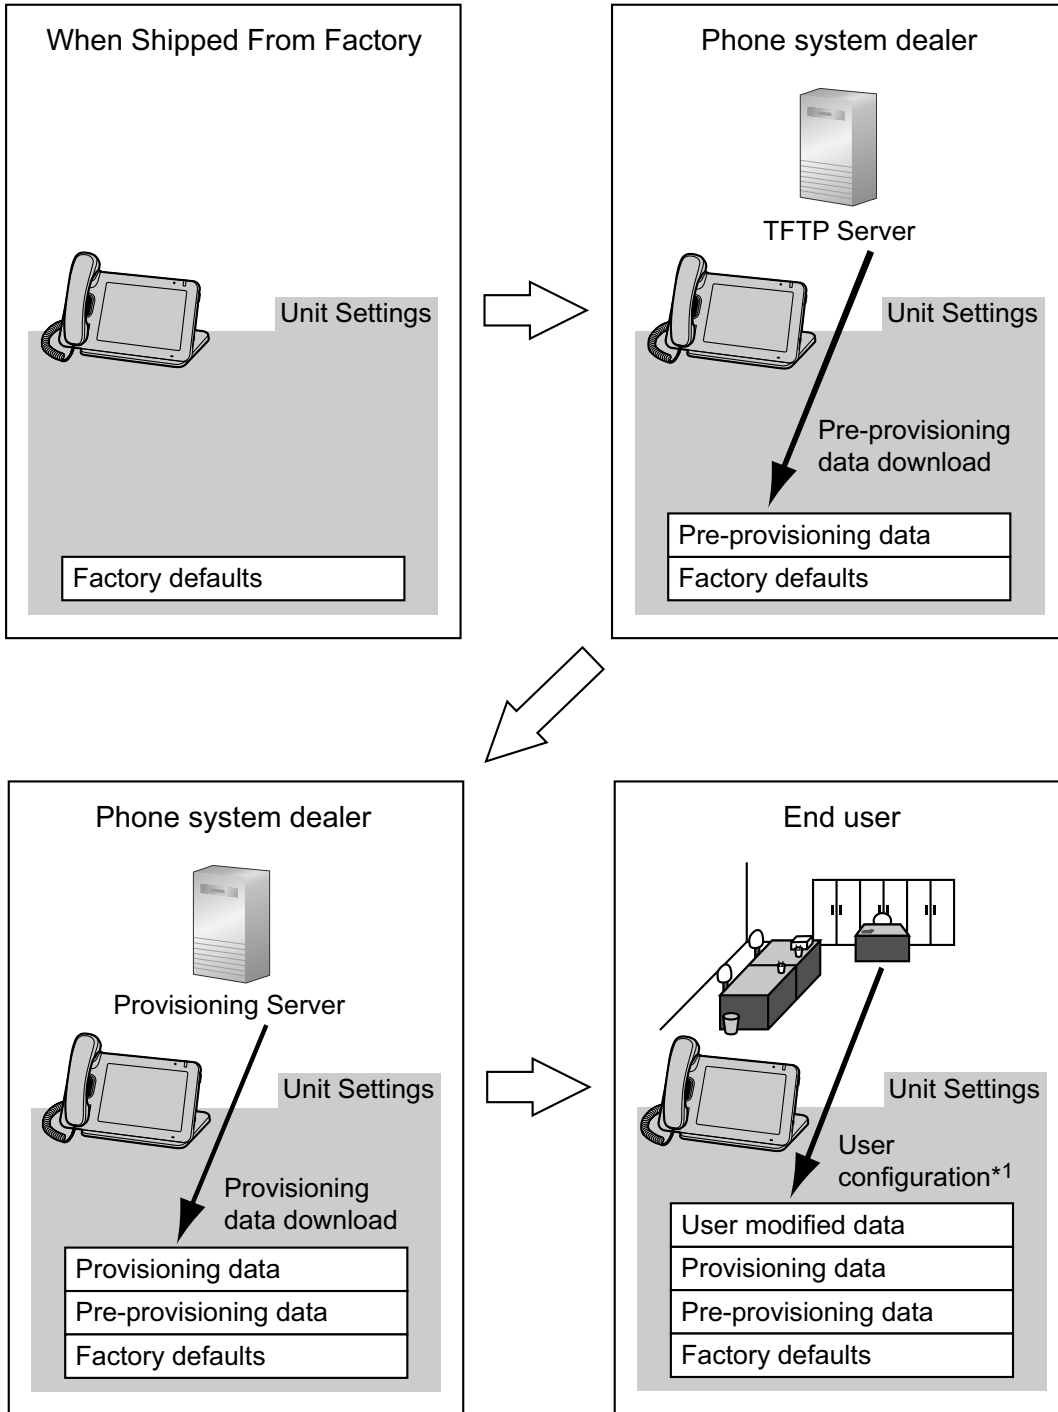 When Shipped From Factory
Unit Settings
Factory defaults
Phone system dealer
TFTP Server
Unit Settings
Pre-provisioning
data download
Pre-provisioning data
Factory defaults
Phone system dealer
Provisioning Server
Unit Settings
Provisioning
data download
Provisioning data
Pre-provisioning data
Factory defaults
End user
Unit Settings
User
configuration*1
User modified data
Provisioning data
Pre-provisioning data
Factory defaults